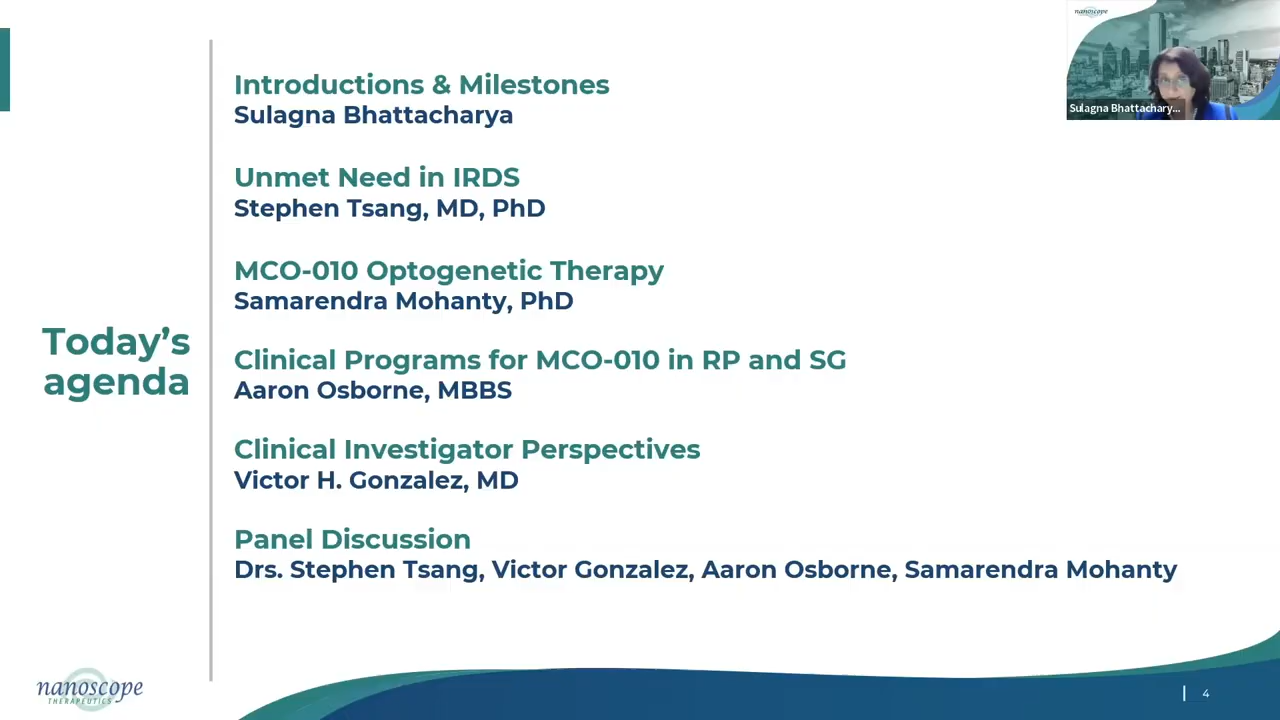 nanoscope
Sulagna Bhattachary...
Introductions & Milestones
Sulagna Bhattacharya
Unmet Need in IRDS
Stephen Tsang, MD, PhD
MCO-010 Optogenetic Therapy
Samarendra Mohanty, PhD
Today's
agenda
Clinical Programs for MCO-010 in RP and SG
Aaron Osborne, MBBS
Clinical Investigator Perspectives
Victor H. Gonzalez, MD
Panel Discussion
Drs. Stephen Tsang, Victor Gonzalez, Aaron Osborne, Samarendra Mohanty
nanoscope
THERAPEUTICS
4